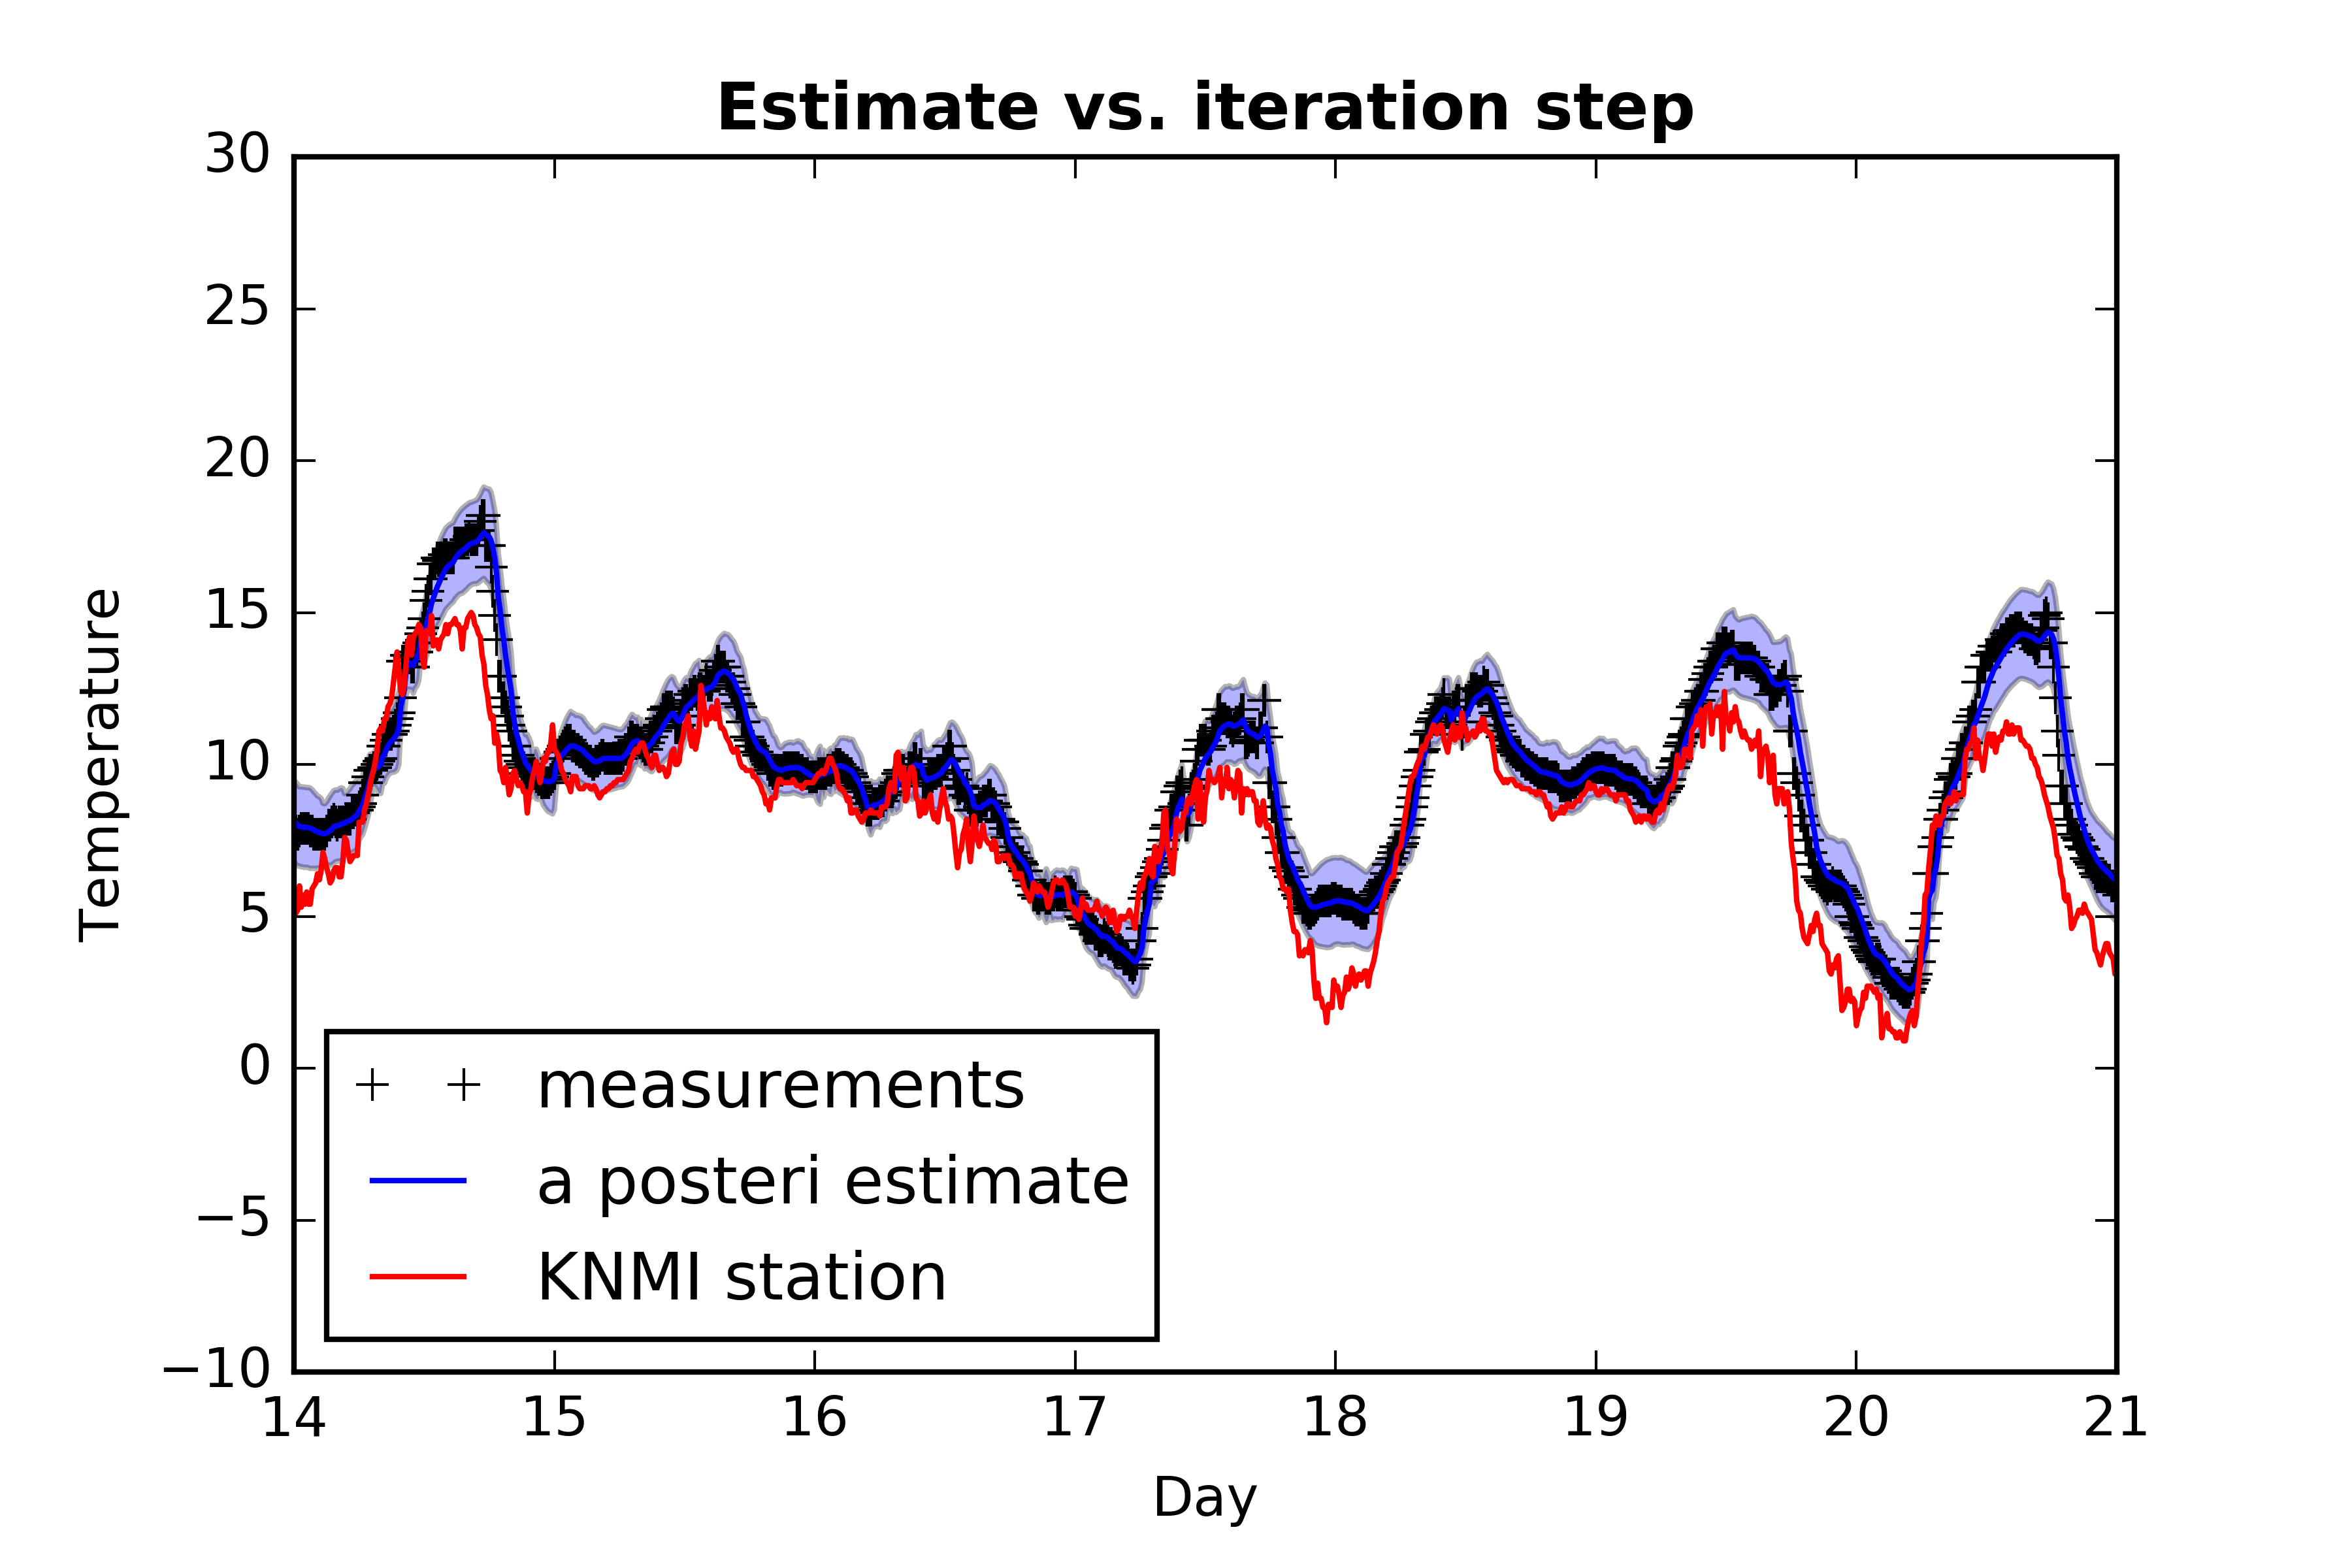 Estimate vs. iteration step
30
25
20
15
10
5
0
−5
−10
Temperature
measurements
a posteri estimate
KNMI station
14 15 16 17 18 19 20 21
Day